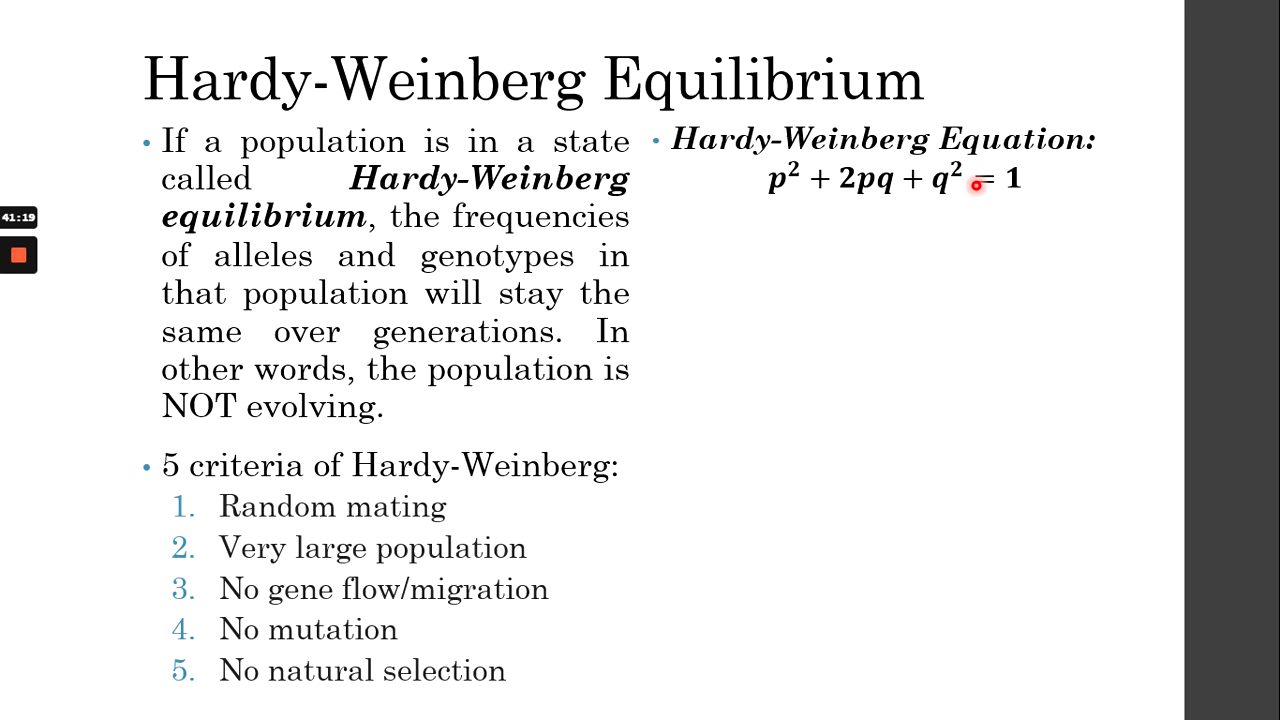 Hardy-Weinberg Equilibrium
• If a population is in a state
called Hardy-Weinberg
equilibrium, the frequencies
of alleles and genotypes in
that population will stay the
same over generations. In
other words, the population is
NOT evolving.
• 5 criteria of Hardy-Weinberg:
1. Random mating
2. Very large population
3. No gene flow/migration
4. No mutation
5. No natural selection
• Hardy-Weinberg Equation:
p² + 2pq + q² = 1
41:19